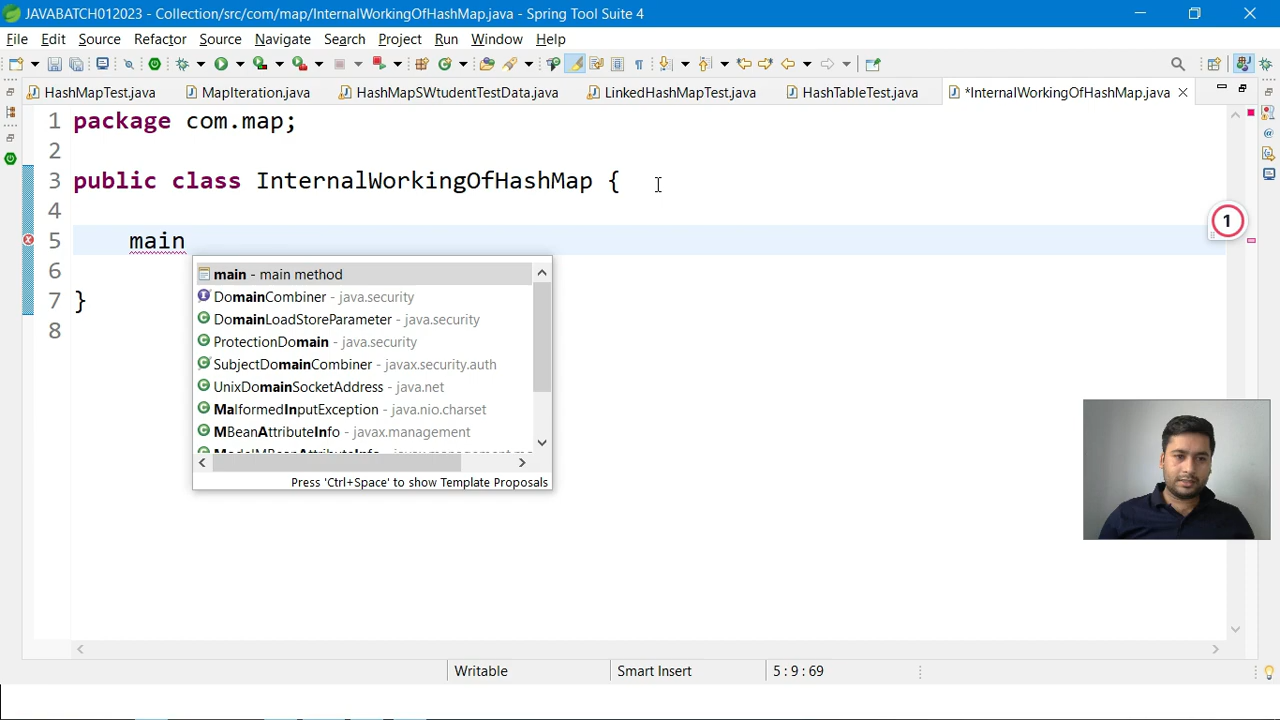 JAVABATCH012023 - Collection/src/com/map/InternalWorkingOfHashMap.java - Spring Tool Suite 4
File Edit Source Refactor Source Navigate Search Project Run Window Help
HashMapTest.java MapIteration.java HashMapSWtudentTestData.java LinkedHashMapTest.java HashTableTest.java *InternalWorkingOfHashMap.java
1 package com.map;
2
3 public class InternalWorkingOfHashMap {
4
5 main
6
7 }
8
1
main - main method
DomainCombiner - java.security
DomainLoadStoreParameter - java.security
ProtectionDomain - java.security
SubjectDomainCombiner - javax.security.auth
UnixDomainSocketAddress - java.net
MalformedInputException - java.nio.charset
MBeanAttributeInfo - javax.management
Press 'Ctrl+Space' to show Template Proposals
Writable Smart Insert 5 : 9 : 69